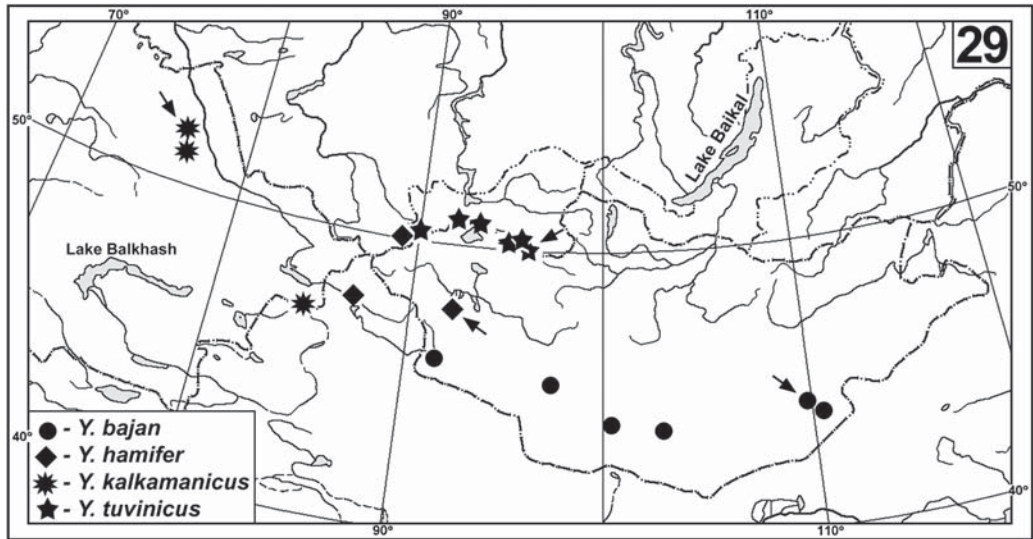 70°
90°
110°
29
50°
Lake Baikal
50°
Lake Balkhash
40°
40°
● - Y. bajan
◆ - Y. hamifer
✸ - Y. kalkamanicus
★ - Y. tuvinicus
90°
110°